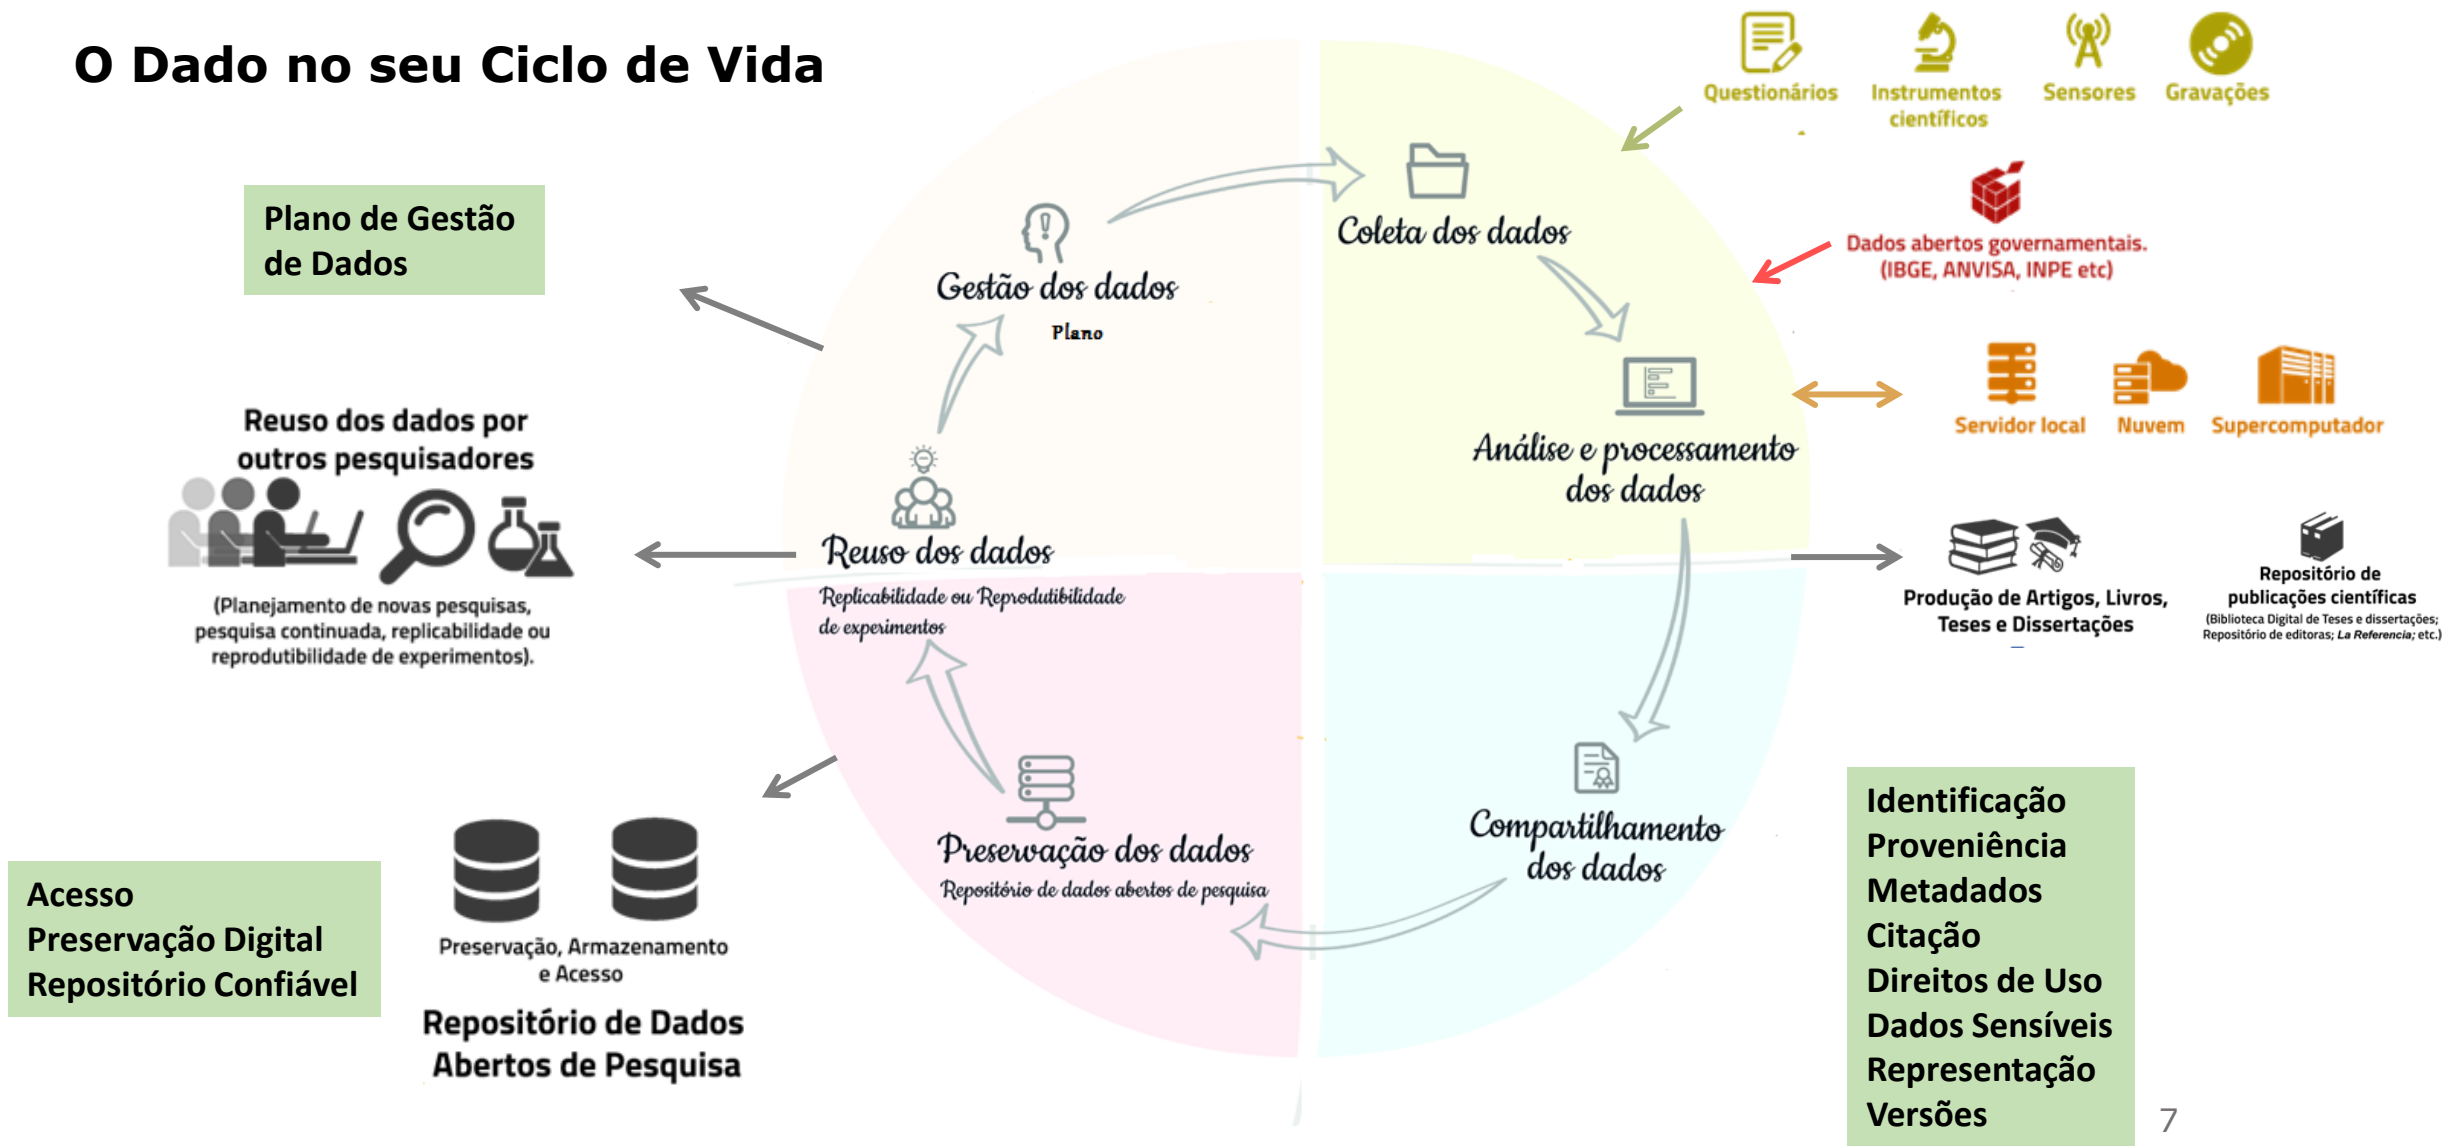 O Dado no seu Ciclo de Vida
Questionários
Instrumentos
científicos
Sensores
Gravações
Dados abertos governamentais.
(IBGE, ANVISA, INPE etc)
Servidor local
Nuvem
Supercomputador
Produção de Artigos, Livros,
Teses e Dissertações
Repositório de
publicações científicas
(Biblioteca Digital de Teses e dissertações;
Repositório de editoras; La Referencia; etc.)
Plano de Gestão
de Dados
Gestão dos dados
Plano
Coleta dos dados
Análise e processamento
dos dados
Compartilhamento
dos dados
Preservação dos dados
Repositório de dados abertos de pesquisa
Reuso dos dados
Replicabilidade ou Reprodutibilidade
de experimentos
Reuso dos dados por
outros pesquisadores
(Planejamento de novas pesquisas,
pesquisa continuada, replicabilidade ou
reprodutibilidade de experimentos).
Acesso
Preservação Digital
Repositório Confiável
Preservação, Armazenamento
e Acesso
Repositório de Dados
Abertos de Pesquisa
Identificação
Proveniência
Metadados
Citação
Direitos de Uso
Dados Sensíveis
Representação
Versões
7